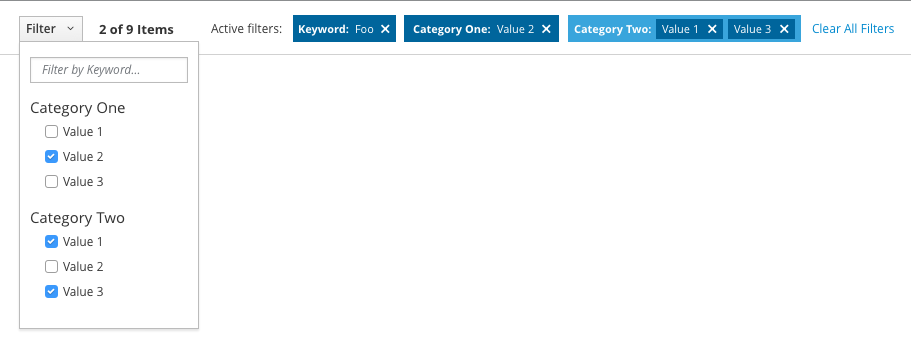 Filter 2 of 9 Items Active filters: Keyword: Foo ✕ Category One: Value 2 ✕ Category Two: Value 1 ✕ Value 3 ✕ Clear All Filters
Filter by Keyword...
Category One
Value 1
Value 2
Value 3
Category Two
Value 1
Value 2
Value 3